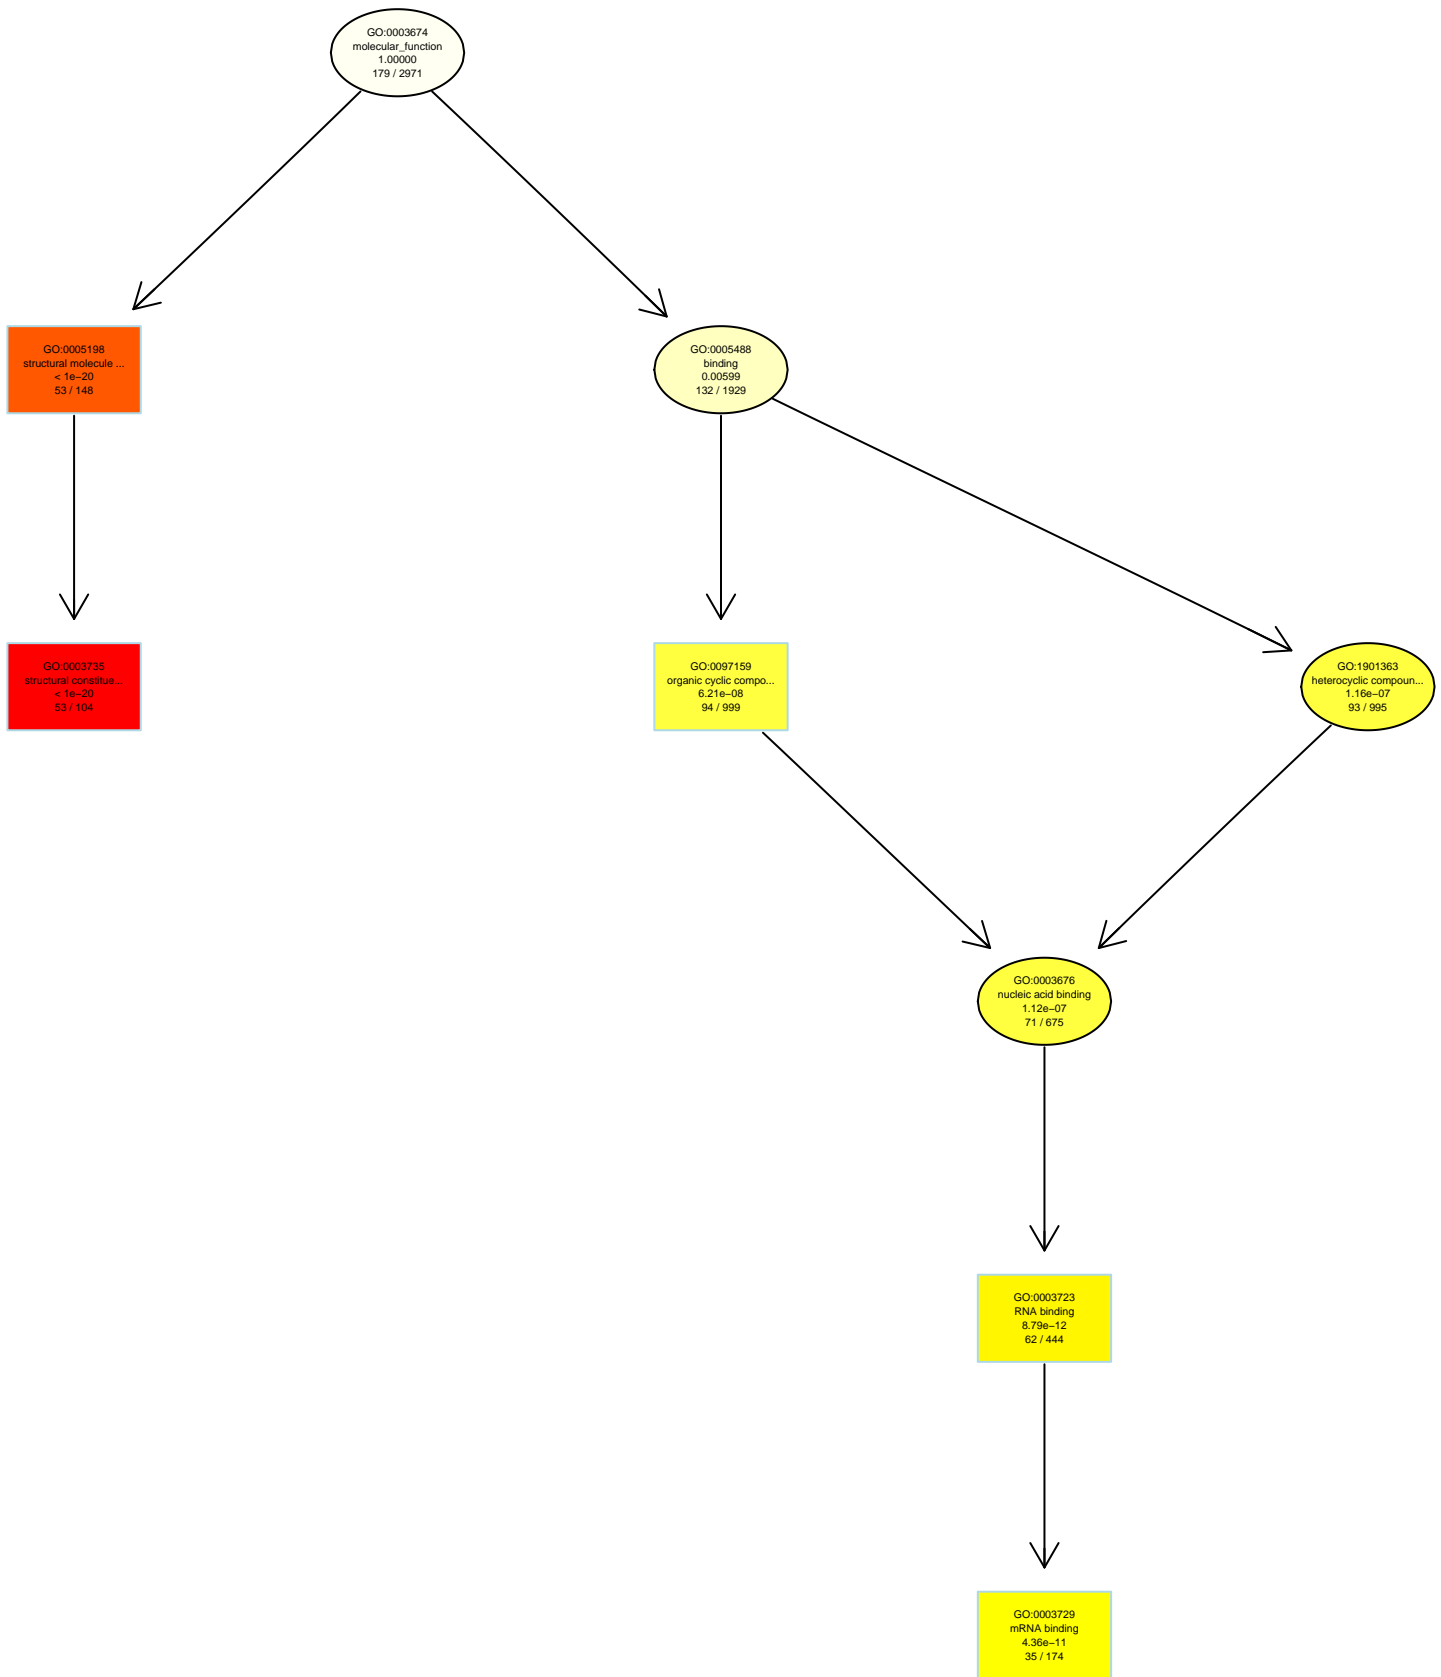 GO:0003674
molecular_function
1.00000
179 / 2971
GO:0005198
structural molecule ...
< 1e−20
53 / 148
GO:0005488
binding
0.00599
132 / 1929
GO:0003735
structural constitue...
< 1e−20
53 / 104
GO:0097159
organic cyclic compo...
6.21e−08
94 / 999
GO:1901363
heterocyclic compoun...
1.16e−07
93 / 995
GO:0003676
nucleic acid binding
1.12e−07
71 / 675
GO:0003723
RNA binding
8.79e−12
62 / 444
GO:0003729
mRNA binding
4.36e−11
35 / 174